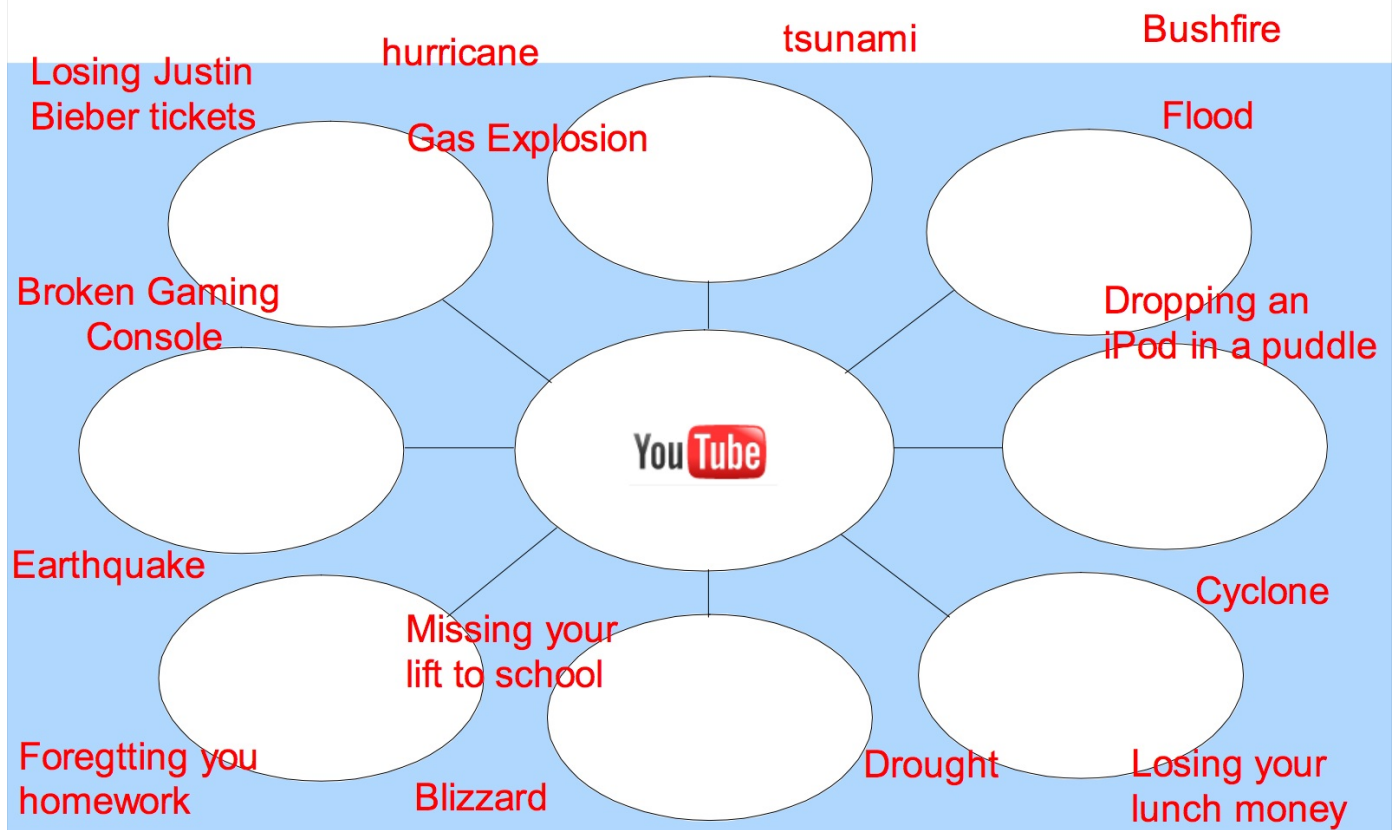 hurricane
tsunami
Bushfire
Losing Justin
Bieber tickets
Gas Explosion
Flood
Broken Gaming
Console
Dropping an
iPod in a puddle
YouTube
Earthquake
Cyclone
Missing your
lift to school
Foregtting you
homework
Blizzard
Drought
Losing your
lunch money